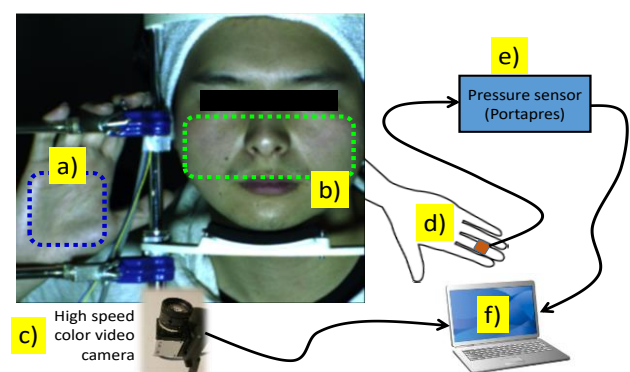 e)
Pressure sensor
(Portapres)
a)
b)
d)
c)
High speed
color video
camera
f)